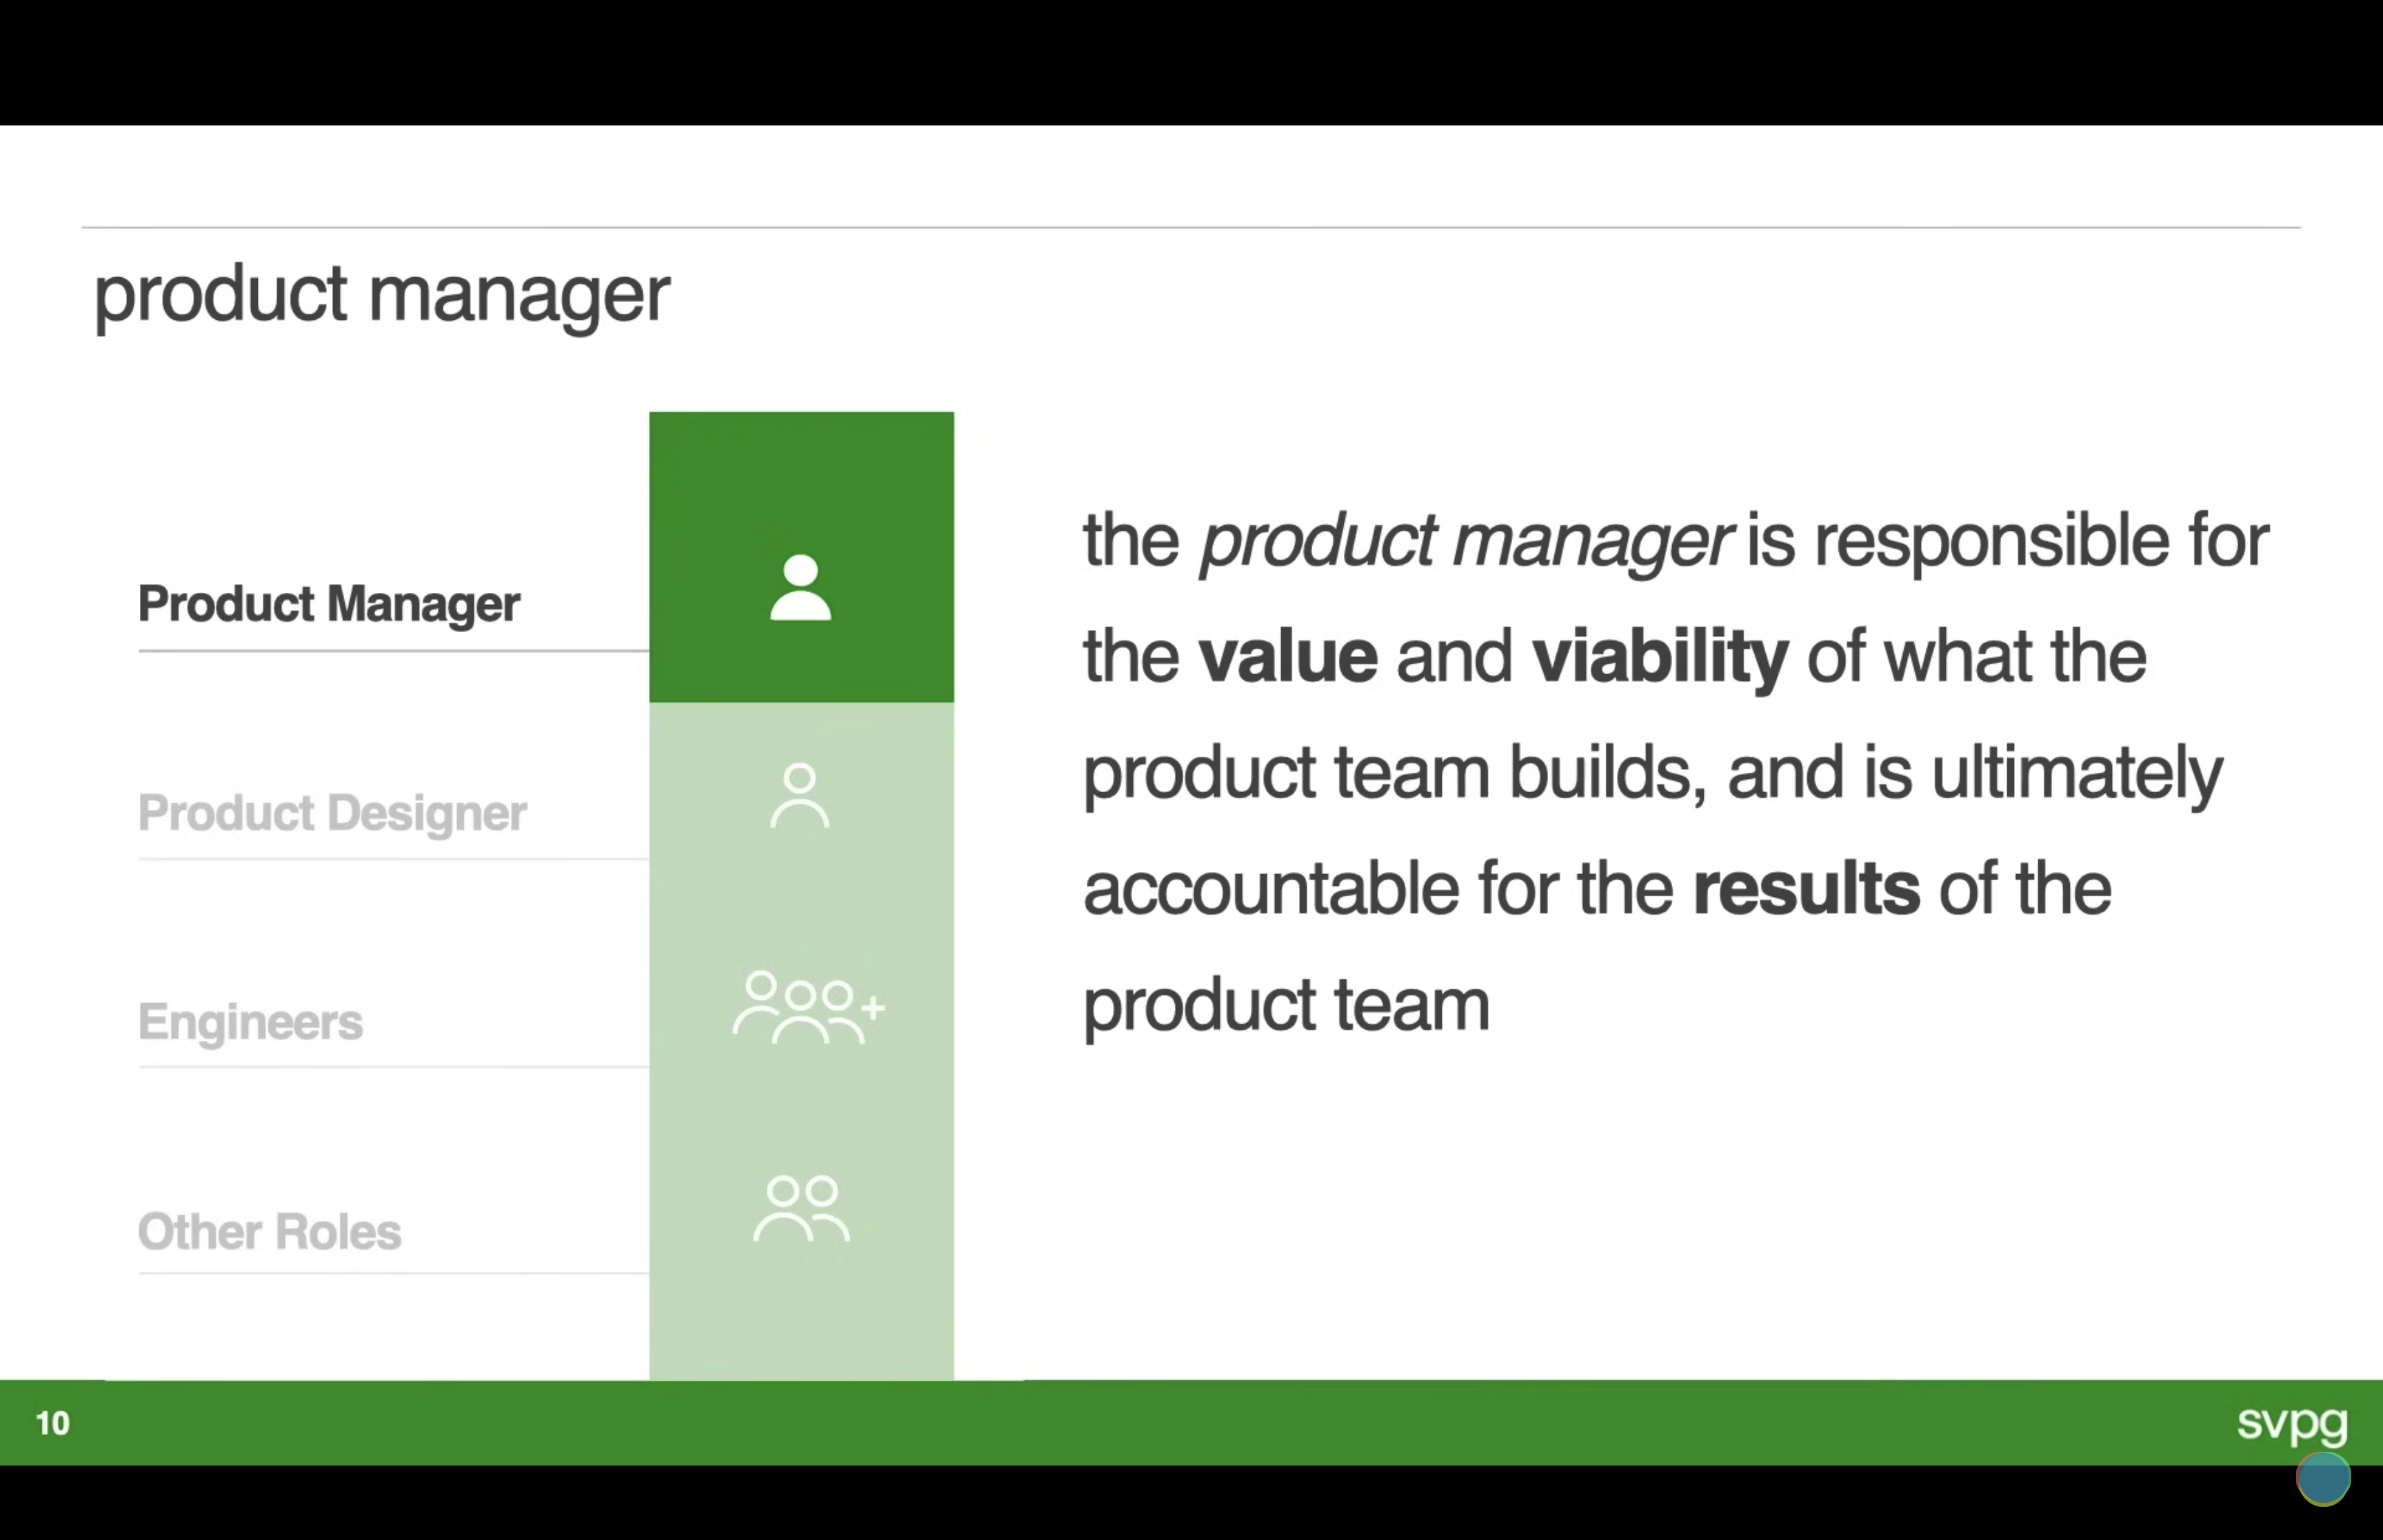 product manager
Product Manager
Product Designer
Engineers
Other Roles
the product manager is responsible for
the value and viability of what the
product team builds, and is ultimately
accountable for the results of the
product team
10
svpg